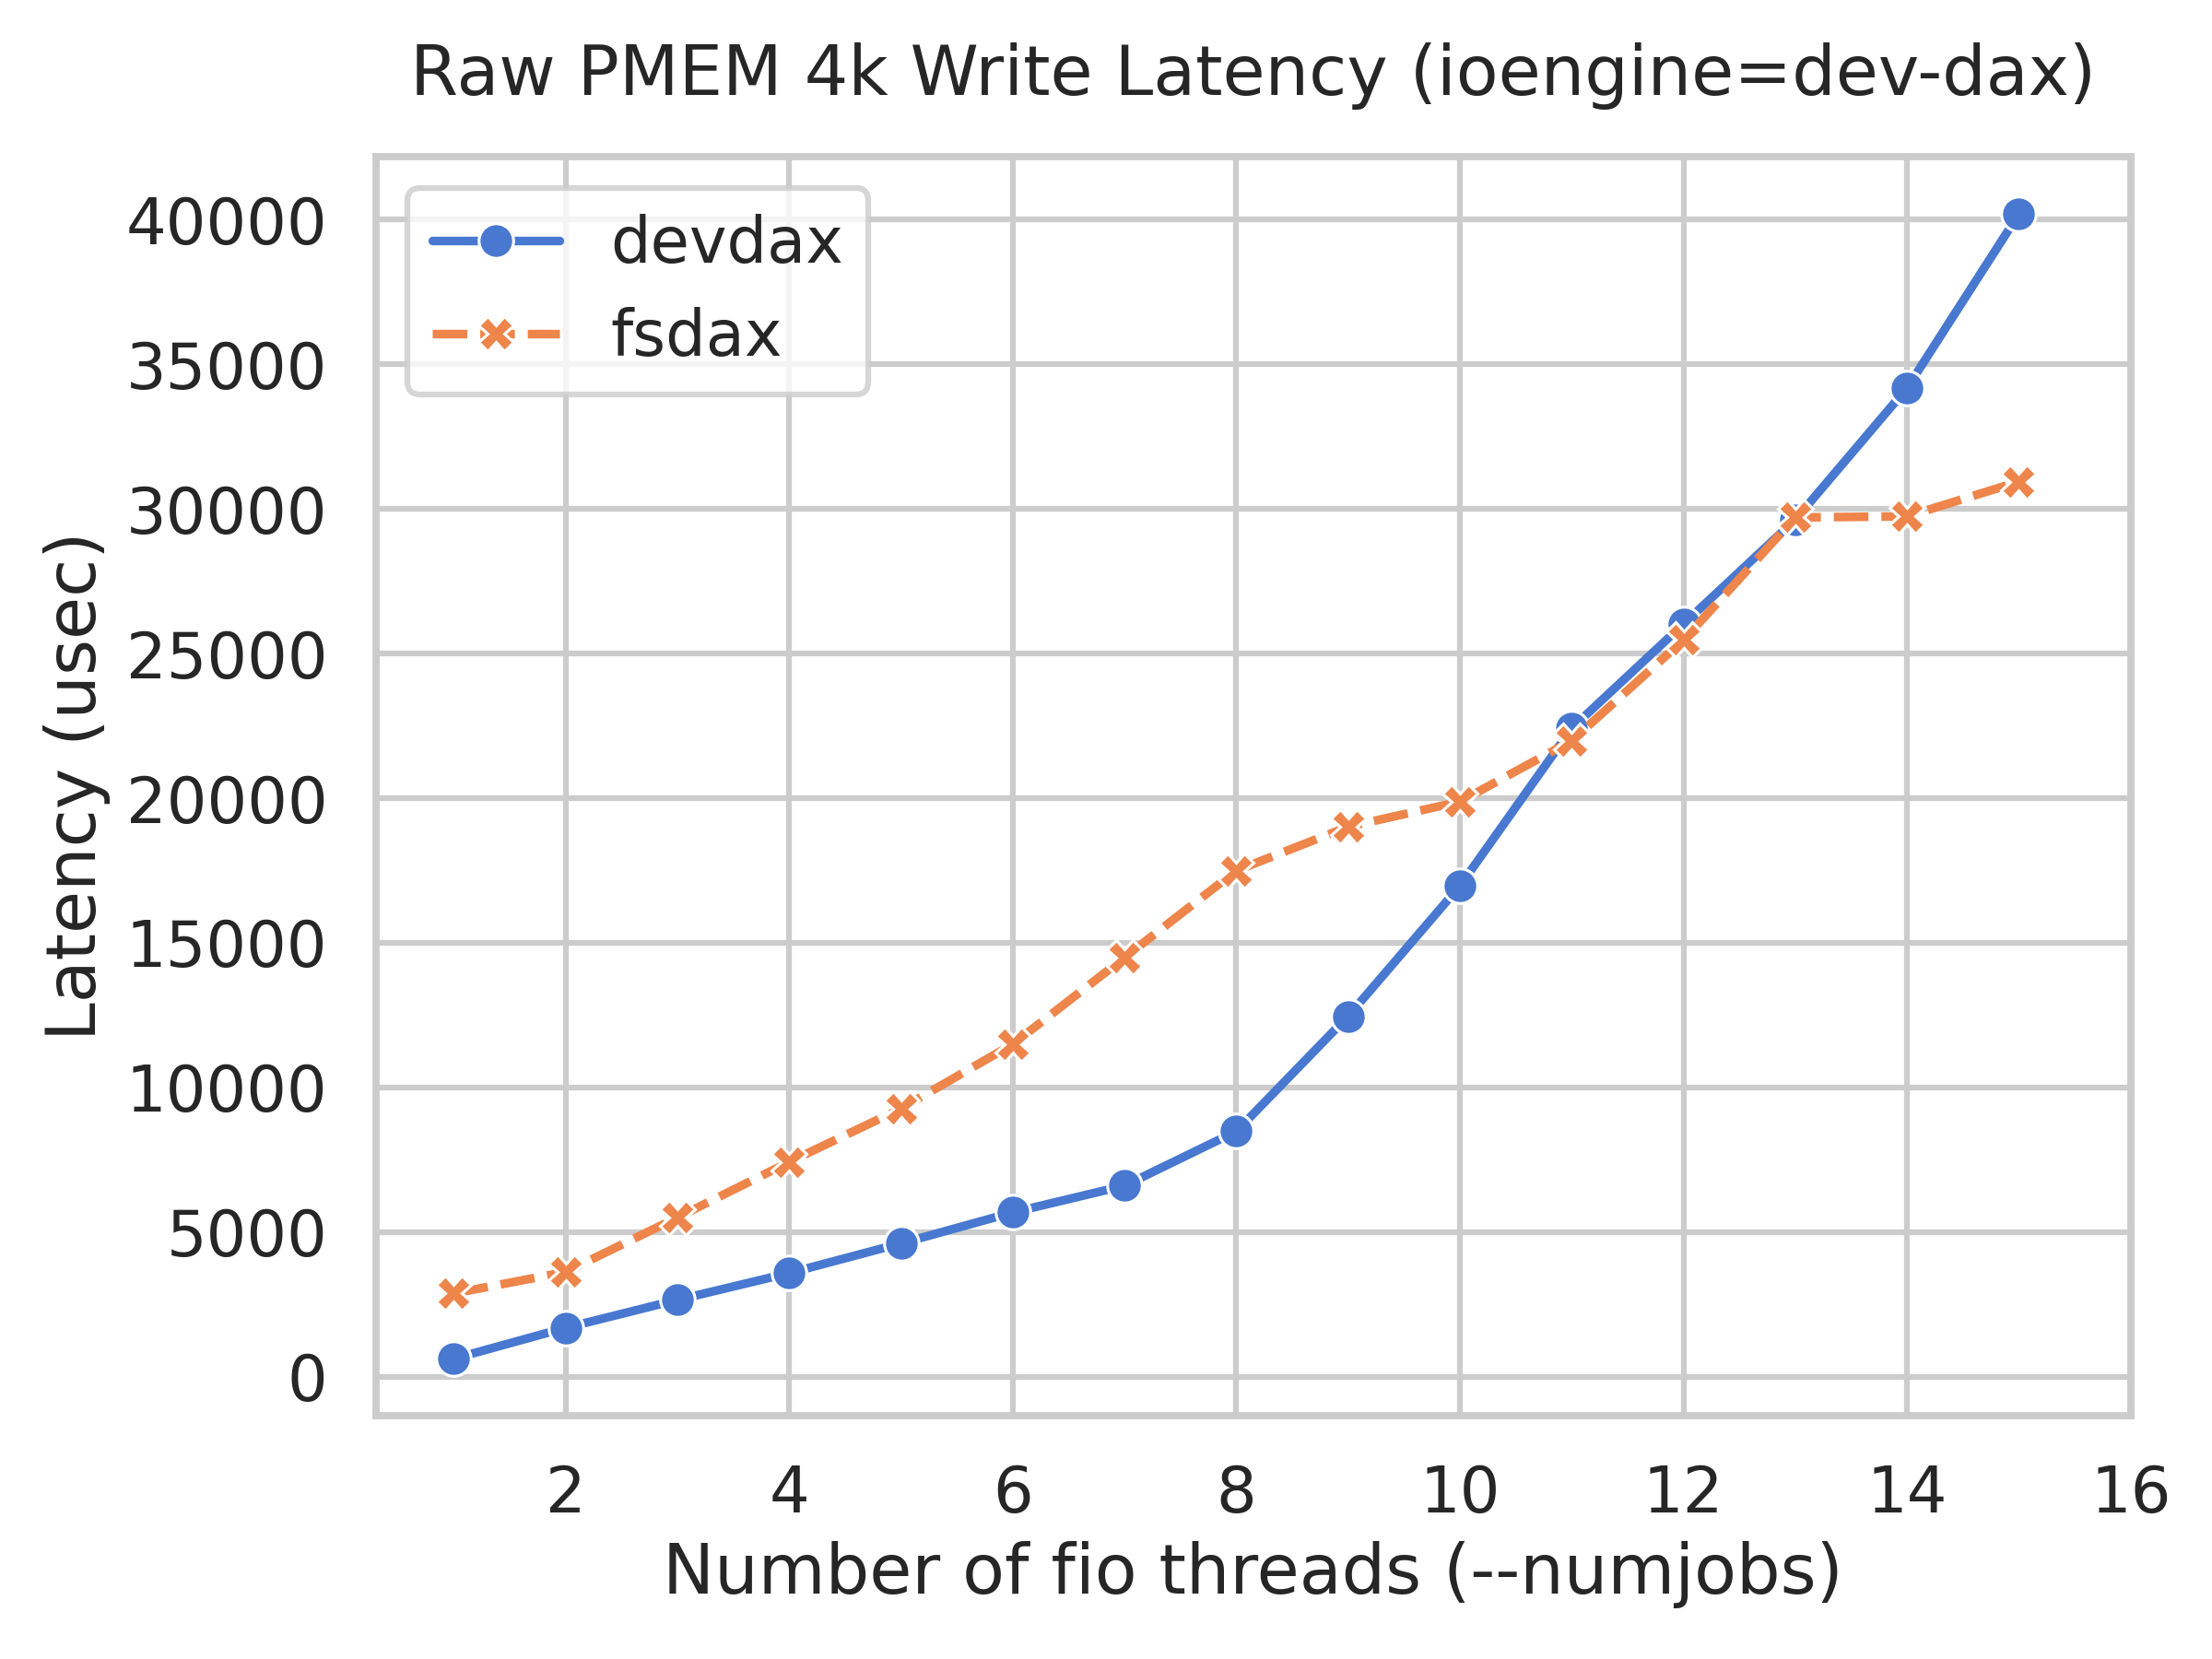 Raw PMEM 4k Write Latency (ioengine=dev-dax)
devdax
fsdax
40000
35000
30000
25000
20000
15000
10000
5000
0
Latency (usec)
2 4 6 8 10 12 14 16
Number of fio threads (--numjobs)